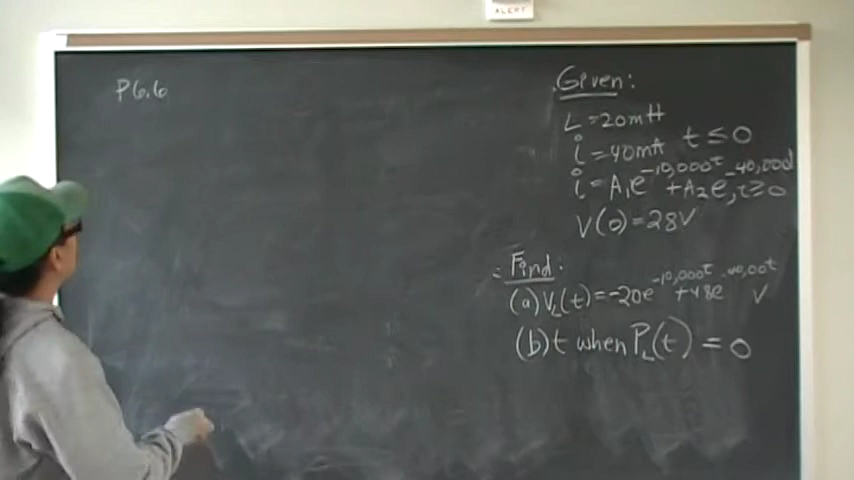 ALERT
P6.6
Given:
L = 20mH
i = 40mA t ≤ 0
i = A₁e^-10,000t + A₂e^-40,000t, t ≥ 0
V(0) = 28V
Find:
(a) V_L(t) = -20e^-10,000t + 48e^-40,00t V
(b) t when P_L(t) = 0